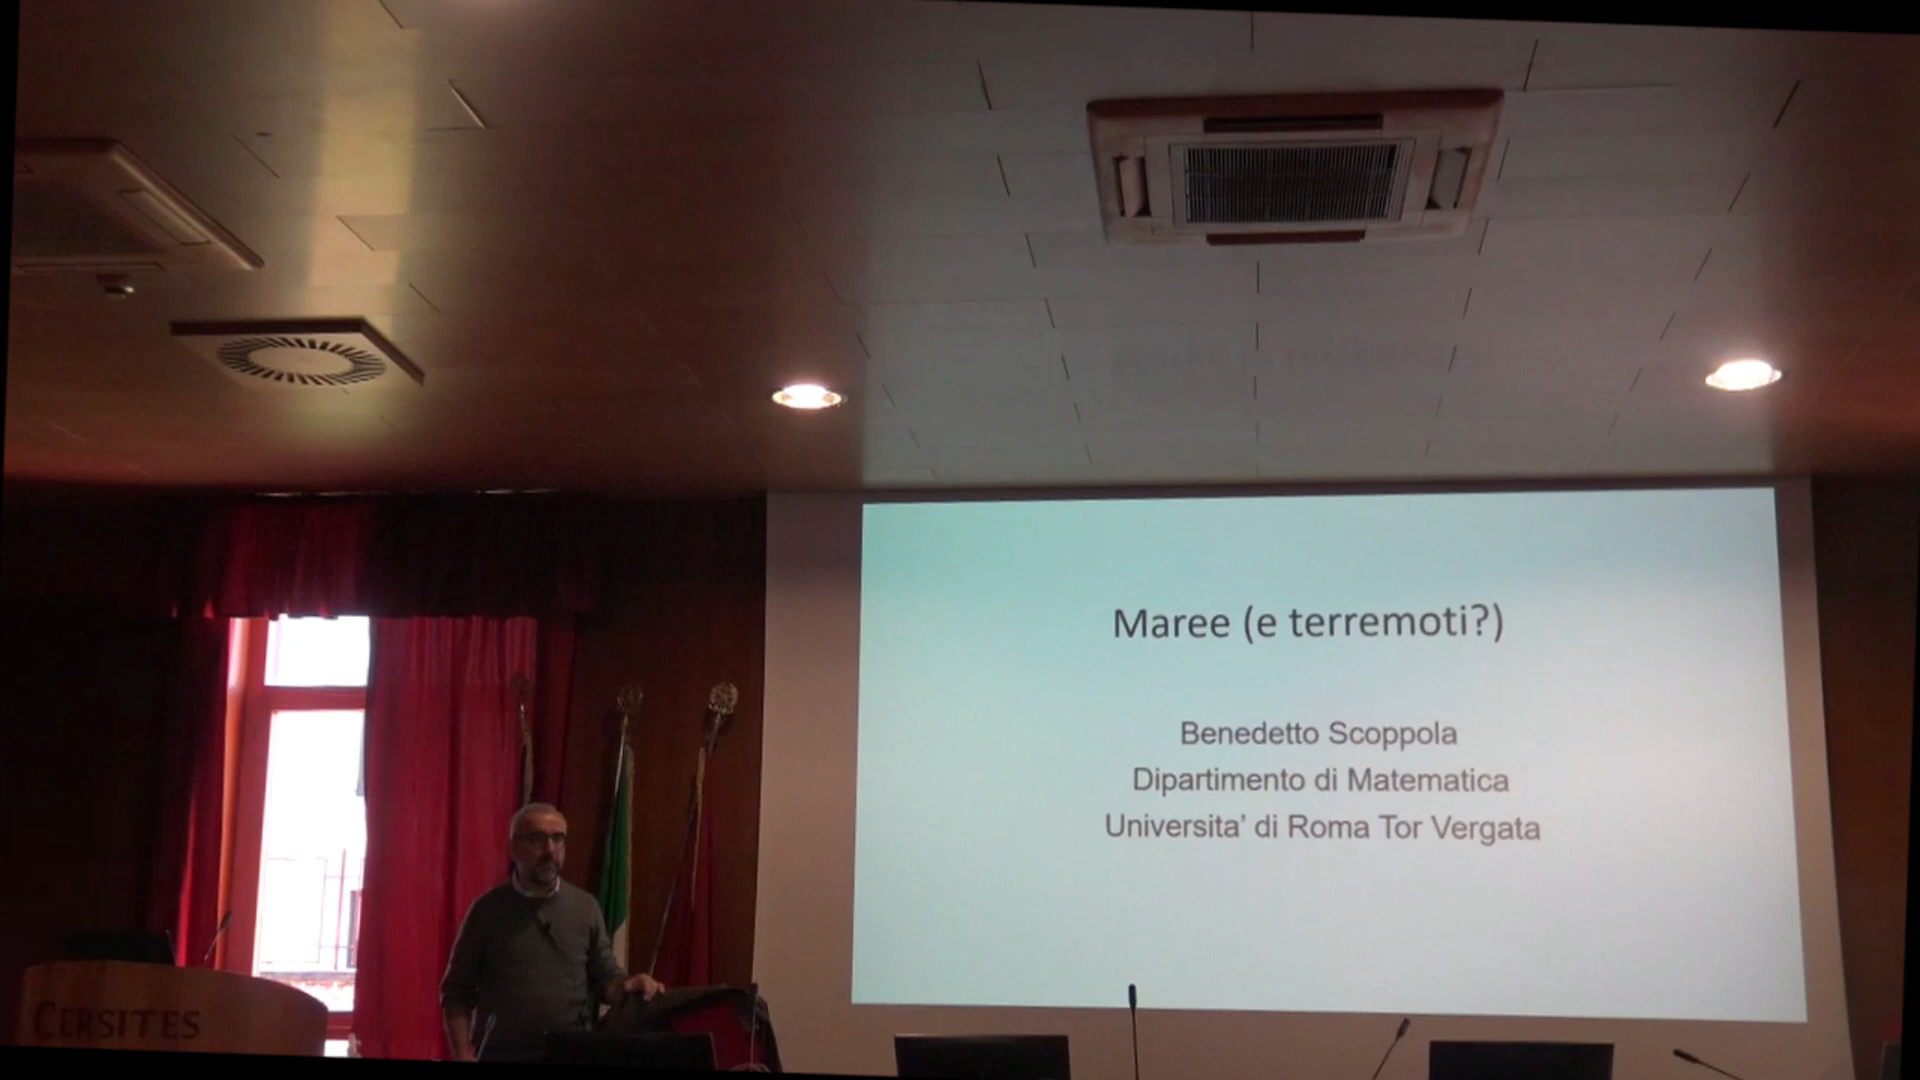 Maree (e terremoti?)
Benedetto Scoppola
Dipartimento di Matematica
Universita' di Roma Tor Vergata
CERSITES